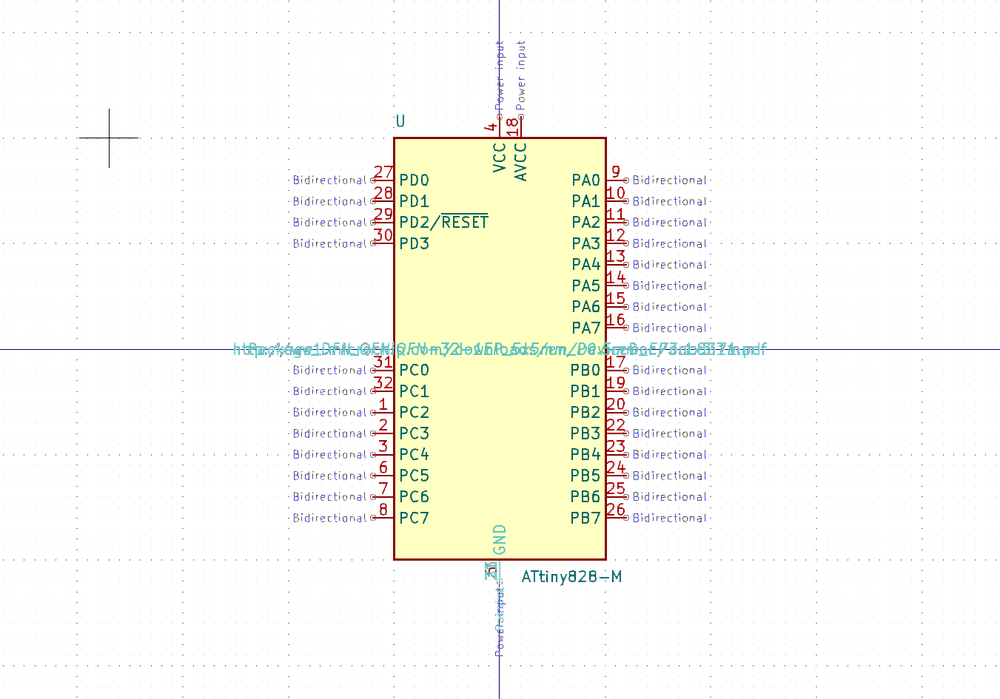 Power input
Power input
U
4
18
VCC
AVCC
Bidirectional 27 PD0
PA0 9 Bidirectional
Bidirectional 28 PD1
PA1 10 Bidirectional
Bidirectional 29 PD2/RESET
PA2 11 Bidirectional
Bidirectional 30 PD3
PA3 12 Bidirectional
PA4 13 Bidirectional
PA5 14 Bidirectional
PA6 15 Bidirectional
PA7 16 Bidirectional
Bidirectional 31 PC0
PB0 17 Bidirectional
Bidirectional 32 PC1
PB1 19 Bidirectional
Bidirectional 1 PC2
PB2 20 Bidirectional
Bidirectional 2 PC3
PB3 22 Bidirectional
Bidirectional 3 PC4
PB4 23 Bidirectional
Bidirectional 6 PC5
PB5 24 Bidirectional
Bidirectional 7 PC6
PB6 25 Bidirectional
Bidirectional 8 PC7
PB7 26 Bidirectional
GND
ATtiny828-M